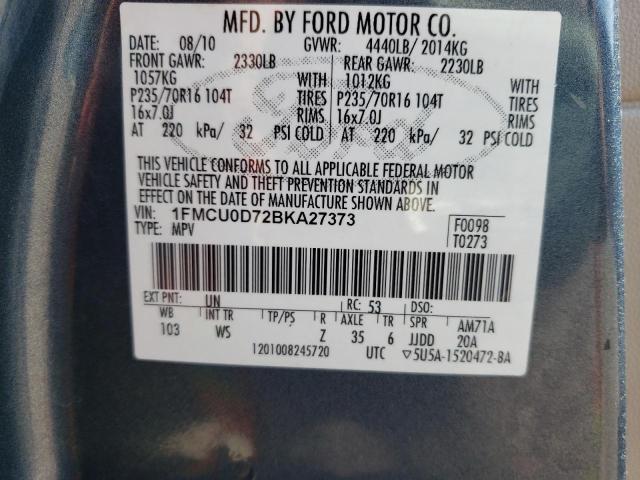 MFD. BY FORD MOTOR CO.
DATE: 08/10 GVWR: 4440LB/ 2014KG
FRONT GAWR: 2330LB REAR GAWR: 2230LB
1057KG WITH 1012KG WITH
P235/70R16 104T TIRES P235/70R16 104T TIRES
16x7.0J RIMS 16x7.0J RIMS
AT 220 kPa/ 32 PSI COLD AT 220 kPa/ 32 PSI COLD
THIS VEHICLE CONFORMS TO ALL APPLICABLE FEDERAL MOTOR
VEHICLE SAFETY AND THEFT PREVENTION STANDARDS IN
EFFECT ON THE DATE OF MANUFACTURE SHOWN ABOVE.
VIN: 1FMCU0D72BKA27373 F0098
TYPE: MPV T0273
EXT PNT: UN RC: 53 DSO:
WB INT TR TP/PS R AXLE TR SPR AM71A
103 WS Z 35 6 JJDD 20A
1201008245720 UTC ▽5U5A-1520472-BA